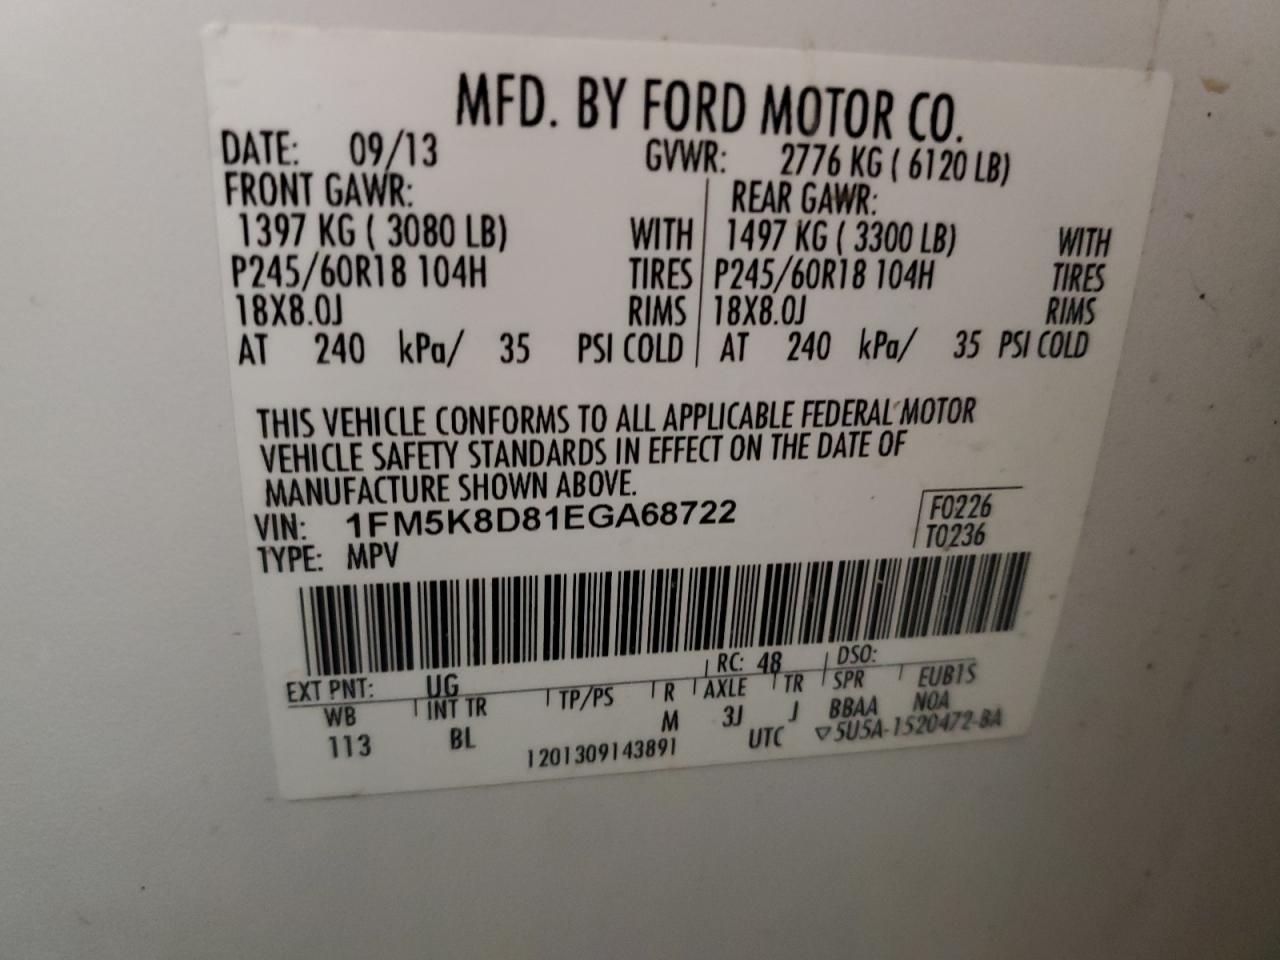 MFD. BY FORD MOTOR CO.
DATE: 09/13 GVWR: 2776 KG ( 6120 LB)
FRONT GAWR: REAR GAWR:
1397 KG ( 3080 LB) WITH 1497 KG ( 3300 LB) WITH
P245/60R18 104H TIRES P245/60R18 104H TIRES
18X8.0J RIMS 18X8.0J RIMS
AT 240 kPa/ 35 PSI COLD AT 240 kPa/ 35 PSI COLD
THIS VEHICLE CONFORMS TO ALL APPLICABLE FEDERAL MOTOR
VEHICLE SAFETY STANDARDS IN EFFECT ON THE DATE OF
MANUFACTURE SHOWN ABOVE.
VIN: 1FM5K8D81EGA68722 F0226
TYPE: MPV T0236
EXT PNT: UG RC: 48 DSO:
WB INT TR TP/PS R AXLE TR SPR EUB1S
113 BL M 3J J BBAA NOA
1201309143891 UTC ▽5U5A-1520472-BA